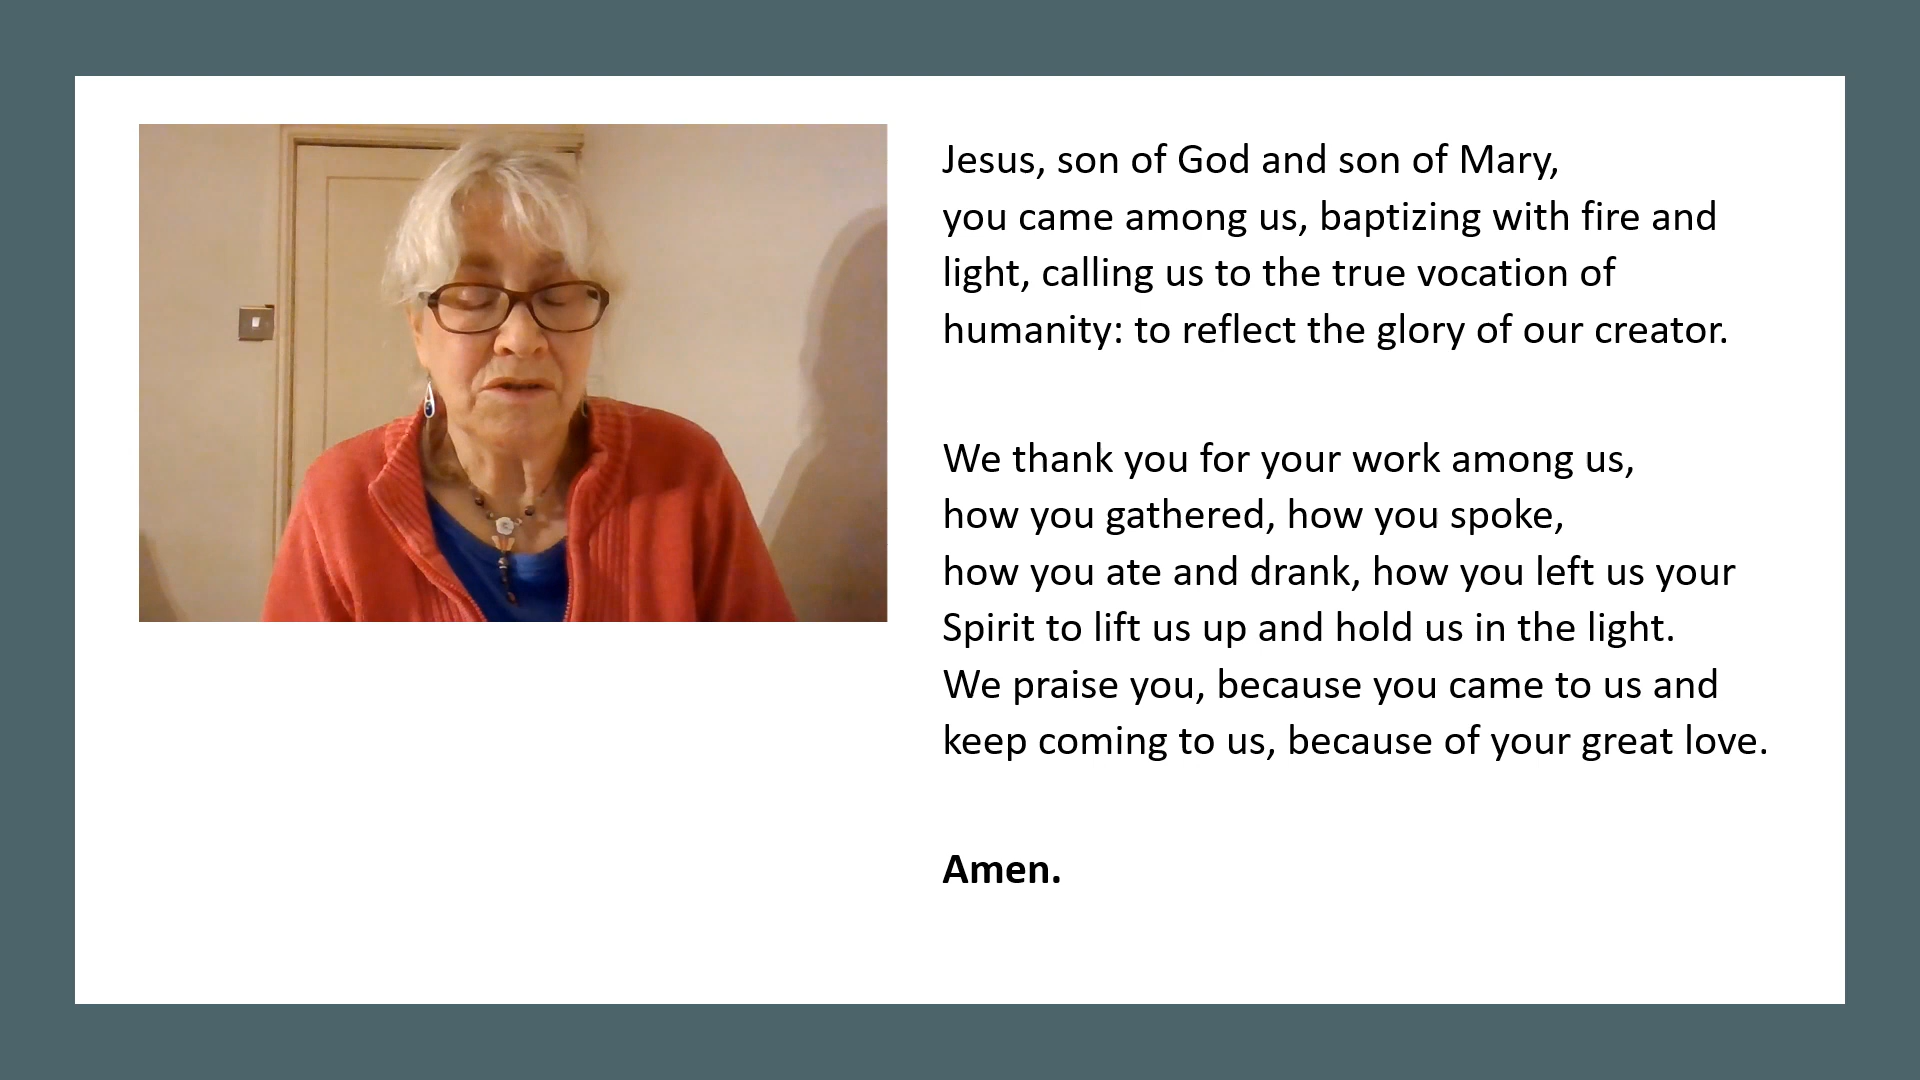 Jesus, son of God and son of Mary,
you came among us, baptizing with fire and
light, calling us to the true vocation of
humanity: to reflect the glory of our creator.
We thank you for your work among us,
how you gathered, how you spoke,
how you ate and drank, how you left us your
Spirit to lift us up and hold us in the light.
We praise you, because you came to us and
keep coming to us, because of your great love.
Amen.